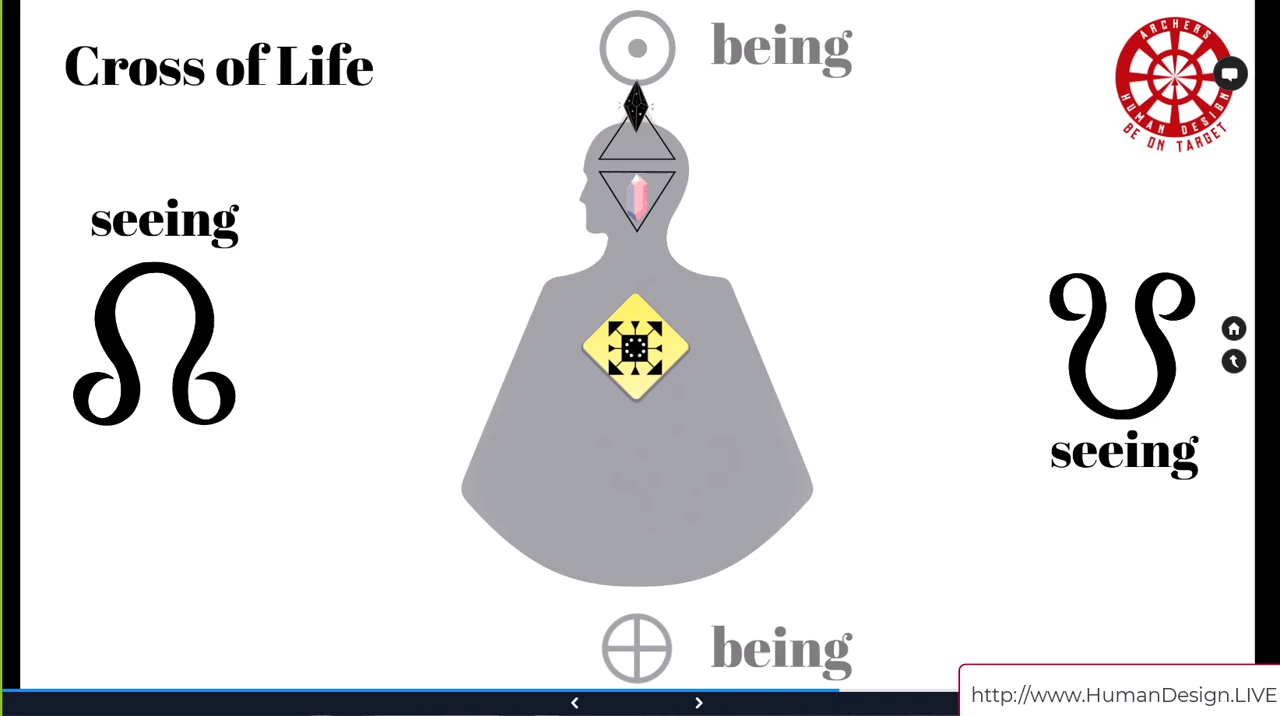 Cross of Life
being
ARCHERS
HUMAN DESIGN
BE ON TARGET
seeing
seeing
being
http://www.HumanDesign.LIVE